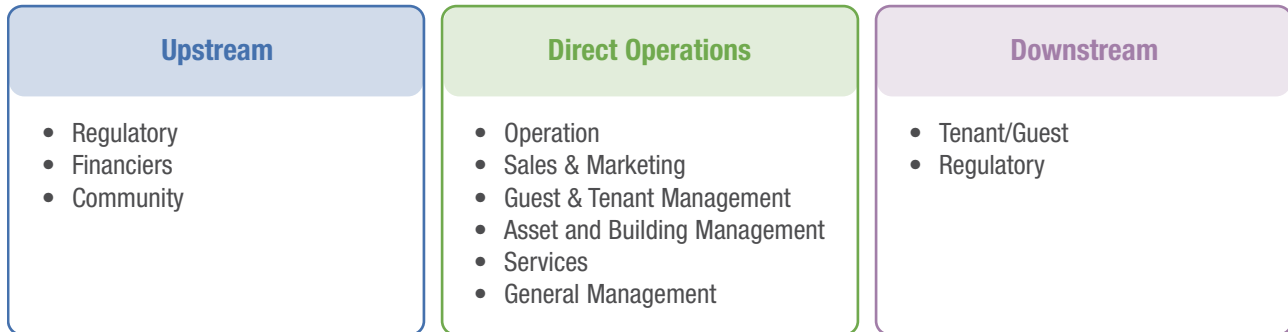 Upstream
• Regulatory
• Financiers
• Community
Direct Operations
• Operation
• Sales & Marketing
• Guest & Tenant Management
• Asset and Building Management
• Services
• General Management
Downstream
• Tenant/Guest
• Regulatory